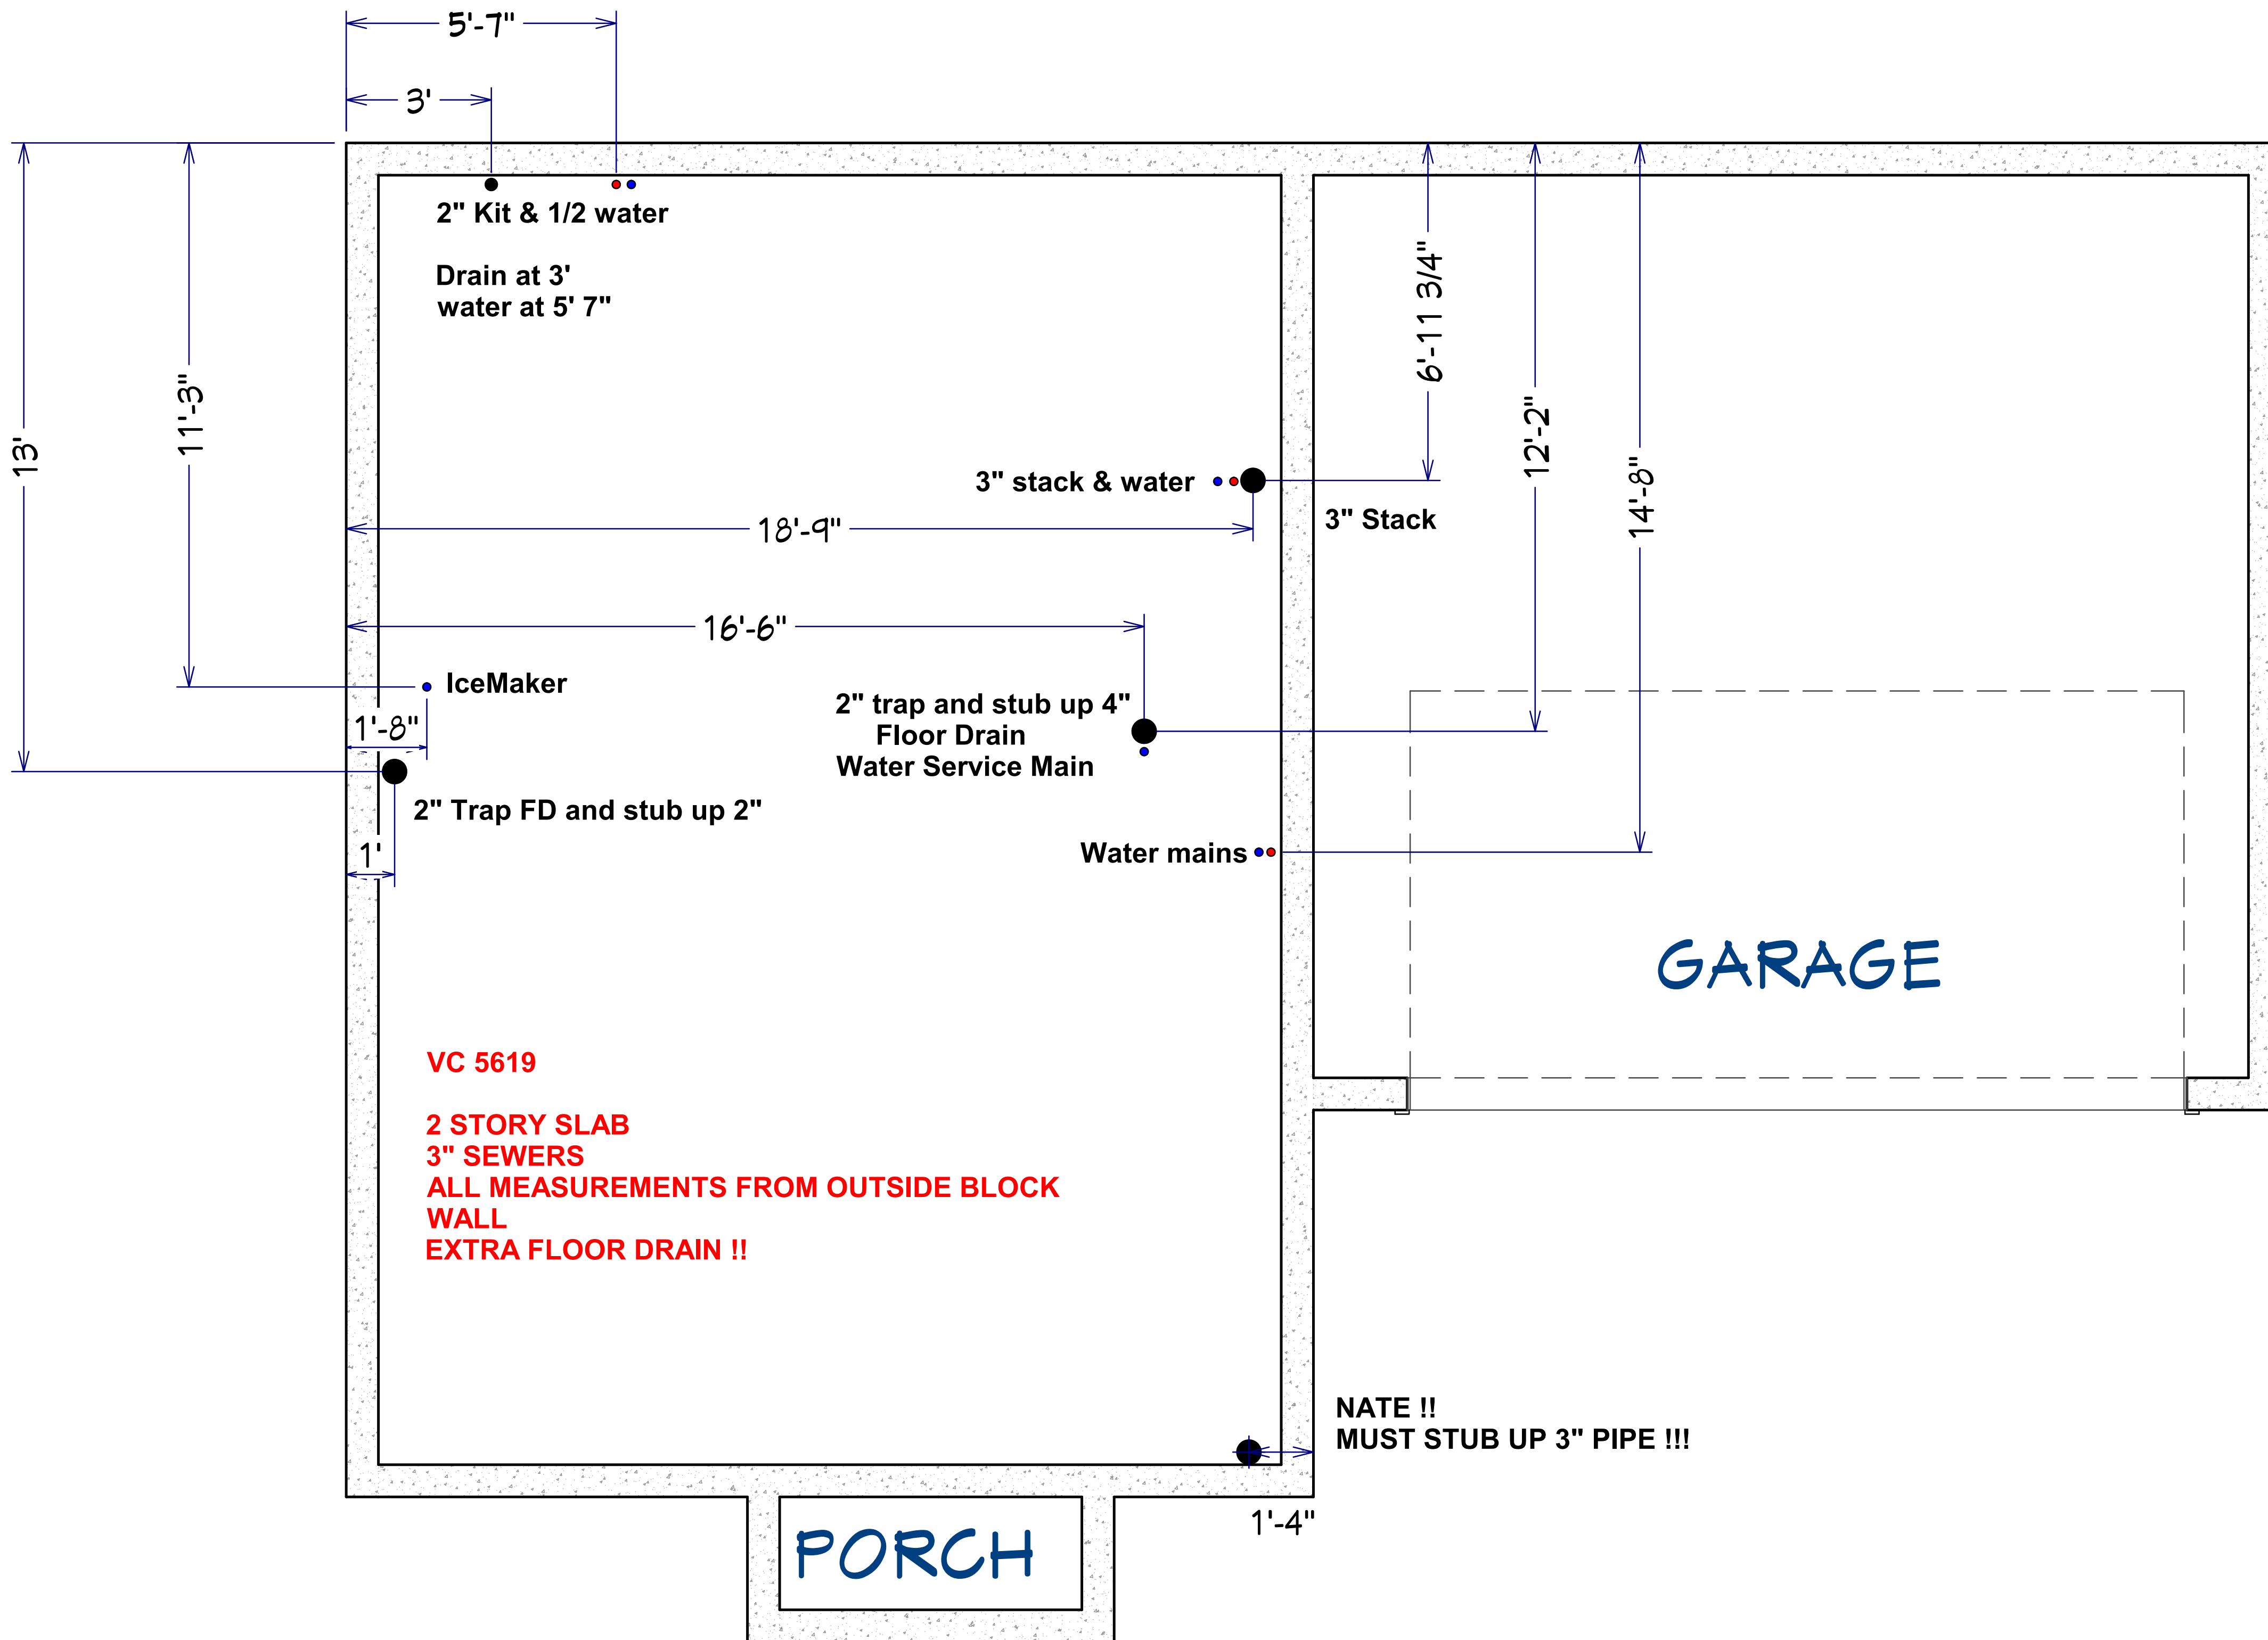 5'-7"
3'
13'
11'-3"
2" Kit & 1/2 water
Drain at 3'
water at 5' 7"
6'-11 3/4"
12'-2"
14'-8"
3" stack & water
3" Stack
18'-9"
16'-6"
IceMaker
1'-8"
2" trap and stub up 4"
Floor Drain
Water Service Main
2" Trap FD and stub up 2"
1'
Water mains
GARAGE
VC 5619
2 STORY SLAB
3" SEWERS
ALL MEASUREMENTS FROM OUTSIDE BLOCK
WALL
EXTRA FLOOR DRAIN !!
NATE !!
MUST STUB UP 3" PIPE !!!
1'-4"
PORCH